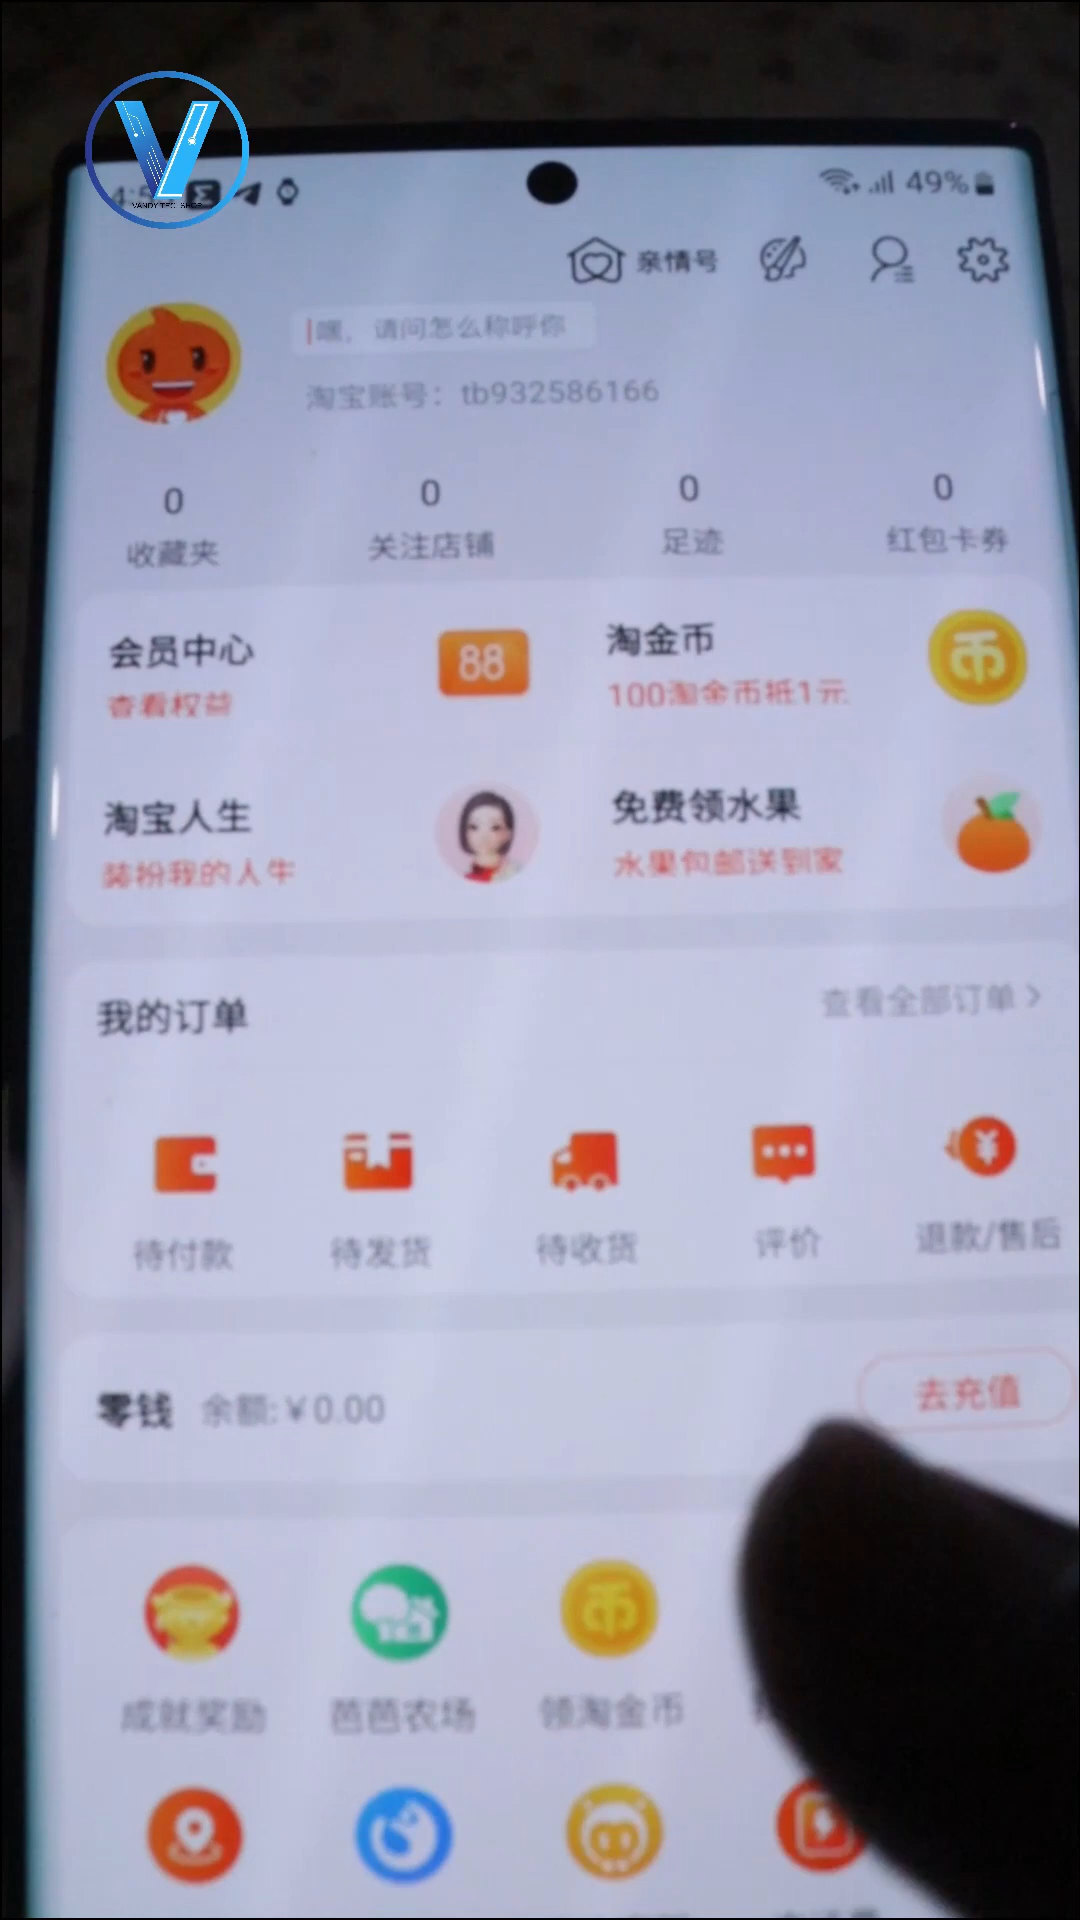 VANDY TECH SHOP
49%
亲情号
嘿，请问怎么称呼你
淘宝账号：tb932586166
0 0 0 0
收藏夹 关注店铺 足迹 红包卡券
会员中心 88 淘金币 币
查看权益 100淘金币抵1元
淘宝人生 免费领水果
装扮我的人生 水果包邮送到家
我的订单 查看全部订单 >
¥
待付款 待发货 待收货 评价 退款/售后
零钱 余额:¥0.00 去充值
币
成就奖励 芭芭农场 领淘金币